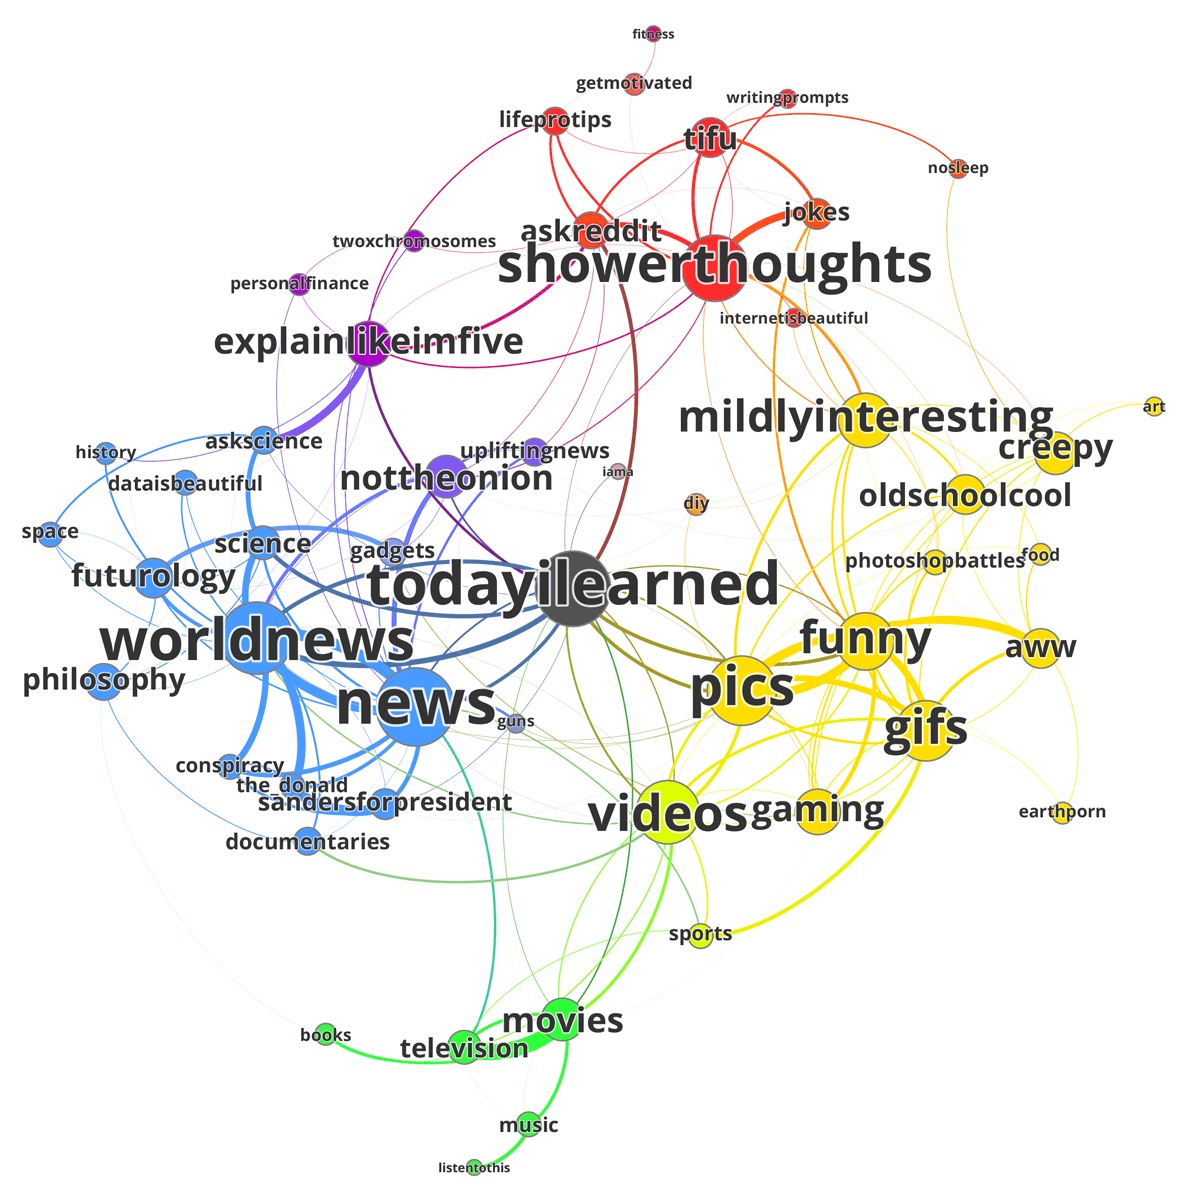 fitness
getmotivated
writingprompts
lifeprotips
tifu
nosleep
jokes
askreddit
twoxchromosomes
showerthoughts
personalfinance
internetisbeautiful
explainlikeimfive
art
mildlyinteresting
creepy
askscience
history
upliftingnews
iama
nottheonion
dataisbeautiful
oldschoolcool
diy
space
science
gadgets
photoshopbattles
food
futurology
todayilearned
worldnews
funny
aww
philosophy
pics
news
guns
gifs
conspiracy
the_donald
sandersforpresident
videos
gaming
earthporn
documentaries
sports
movies
books
television
music
listentothis